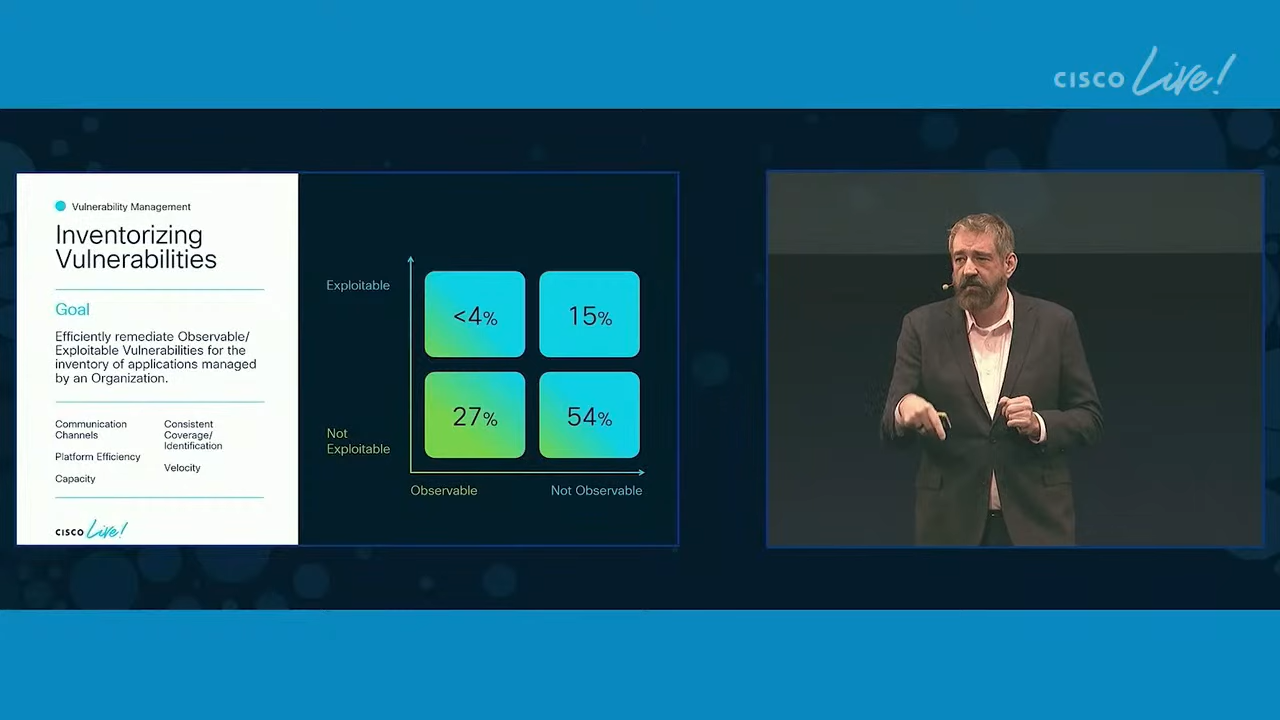 CISCO Live!
Vulnerability Management
Inventorizing
Vulnerabilities
Goal
Efficiently remediate Observable/
Exploitable Vulnerabilities for the
inventory of applications managed
by an Organization.
Communication
Channels
Platform Efficiency
Capacity
Consistent
Coverage/
Identification
Velocity
CISCO Live!
Exploitable
<4%
15%
Not
Exploitable
27%
54%
Observable
Not Observable